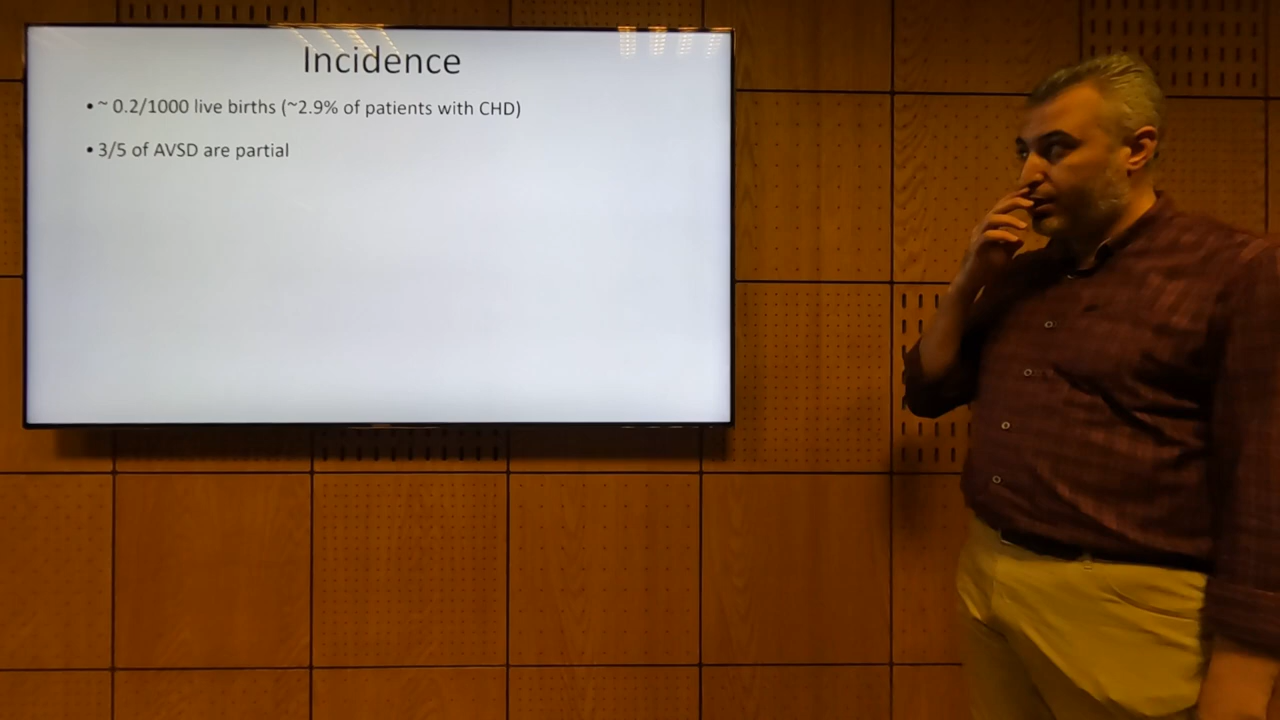 Incidence
• ~ 0.2/1000 live births (~2.9% of patients with CHD)
• 3/5 of AVSD are partial